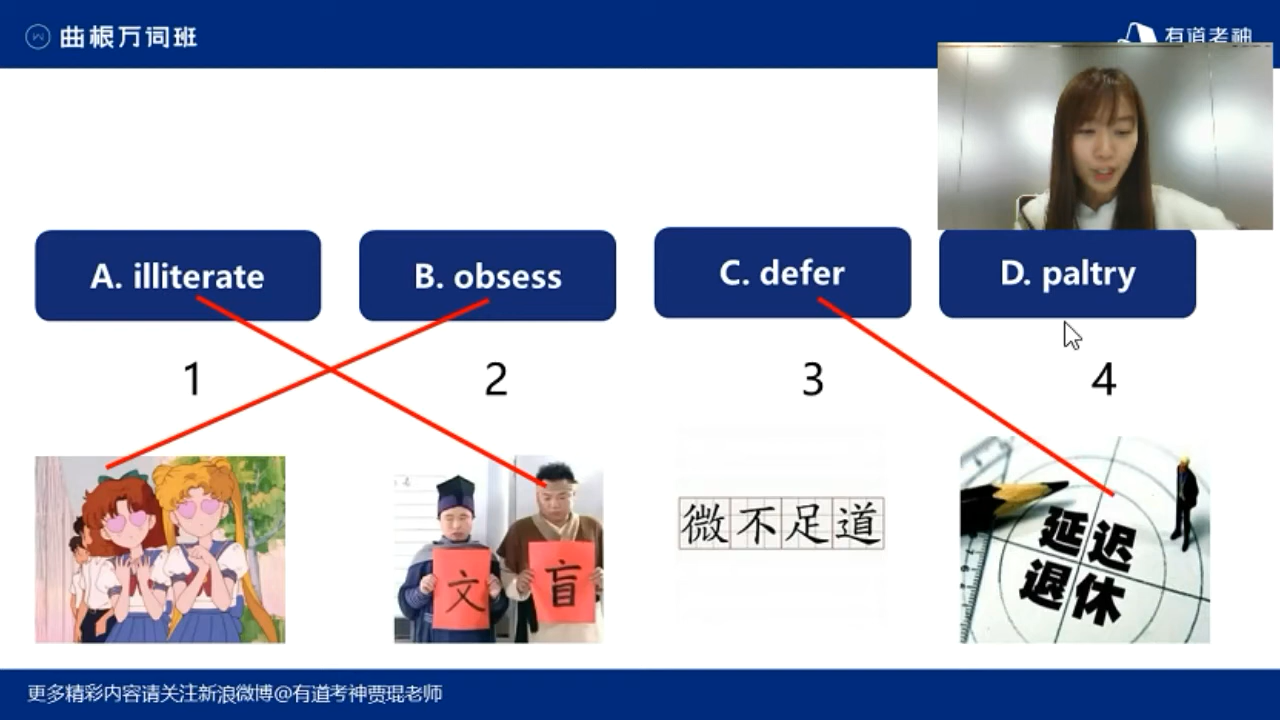 曲根万词班
有道考神
A. illiterate
B. obsess
C. defer
D. paltry
1
2
3
4
文
盲
微不足道
延迟
退休
更多精彩内容请关注新浪微博@有道考神贾琨老师